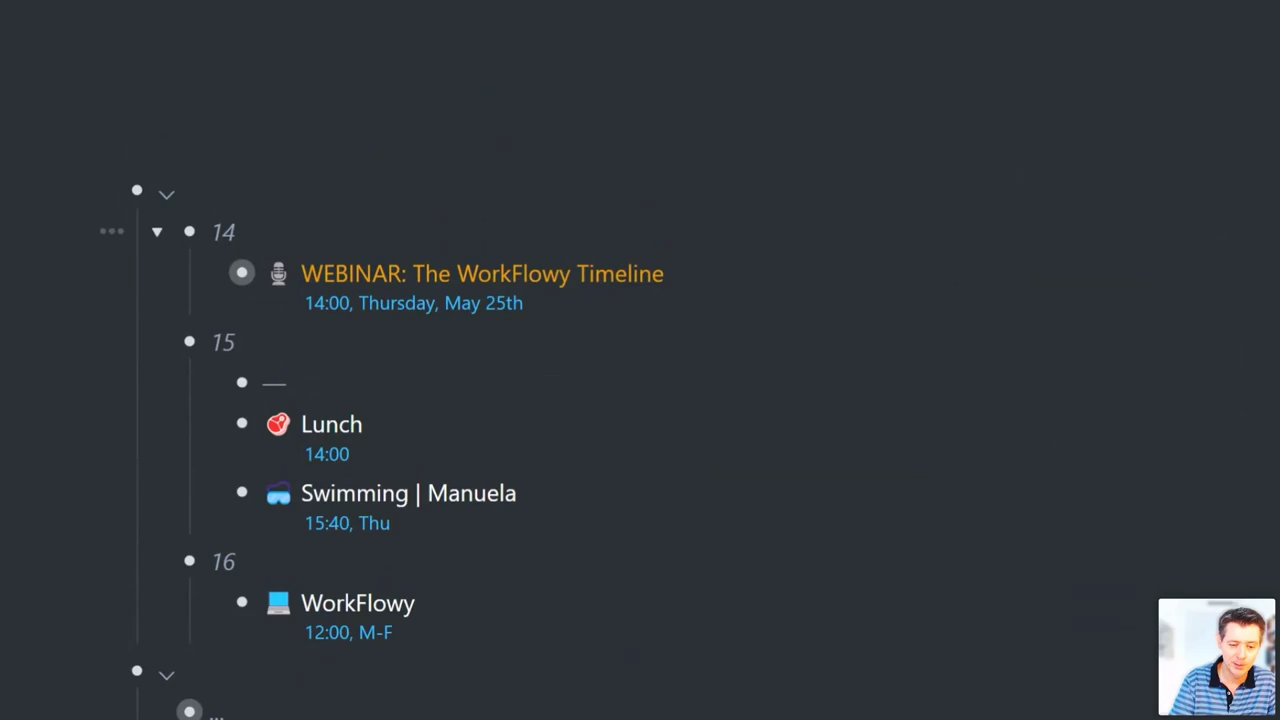 14
WEBINAR: The WorkFlowy Timeline
14:00, Thursday, May 25th
15
—
Lunch
14:00
Swimming | Manuela
15:40, Thu
16
WorkFlowy
12:00, M-F
...